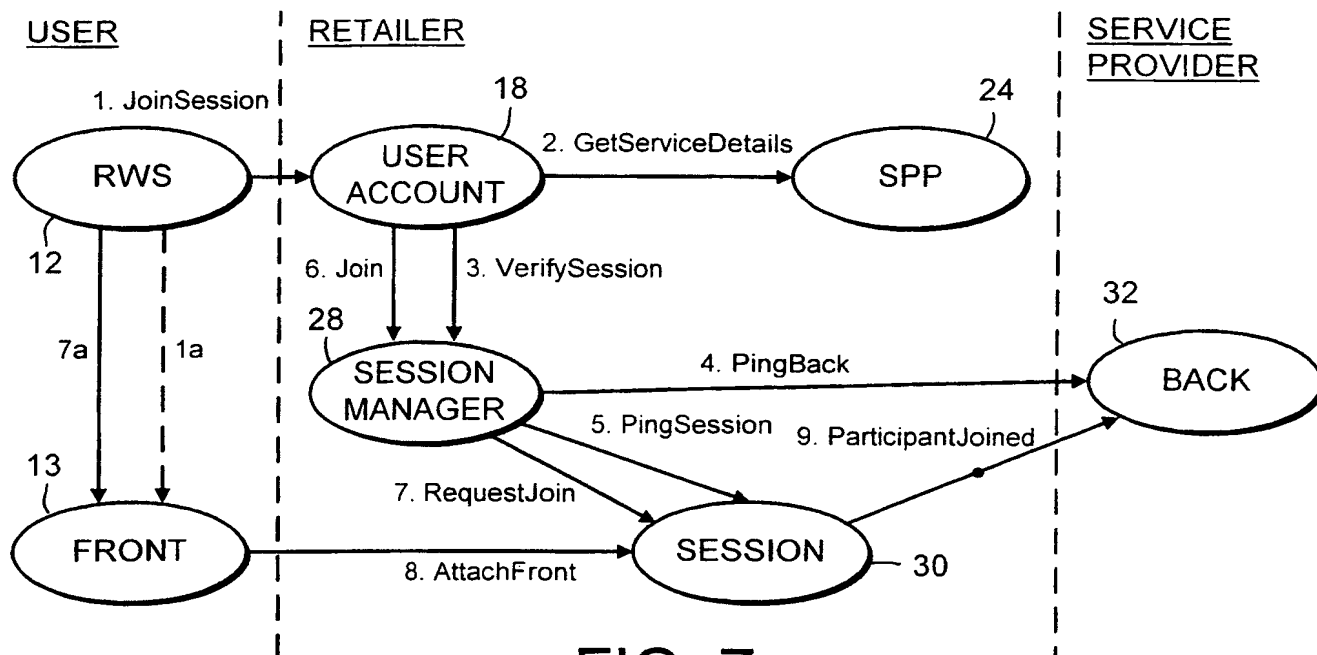 USER
RETAILER
SERVICE
PROVIDER
1. JoinSession
18
24
2. GetServiceDetails
RWS
USER
ACCOUNT
SPP
12
6. Join
3. VerifySession
28
32
7a
1a
4. PingBack
SESSION
MANAGER
BACK
5. PingSession
9. ParticipantJoined
13
7. RequestJoin
FRONT
SESSION
8. AttachFront
30